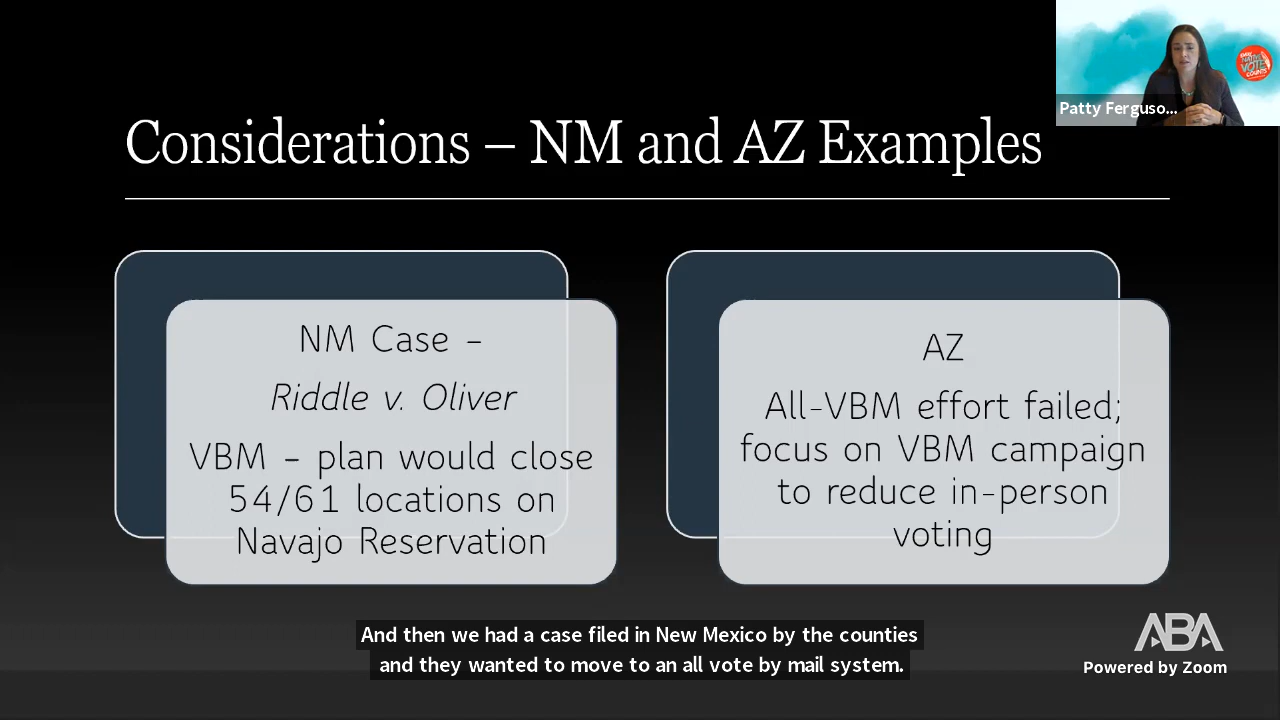 Patty Ferguso...
VOTE
Considerations – NM and AZ Examples
NM Case –
Riddle v. Oliver
VBM – plan would close
54/61 locations on
Navajo Reservation
AZ
All-VBM effort failed;
focus on VBM campaign
to reduce in-person
voting
And then we had a case filed in New Mexico by the counties
and they wanted to move to an all vote by mail system.
ABA
Powered by Zoom